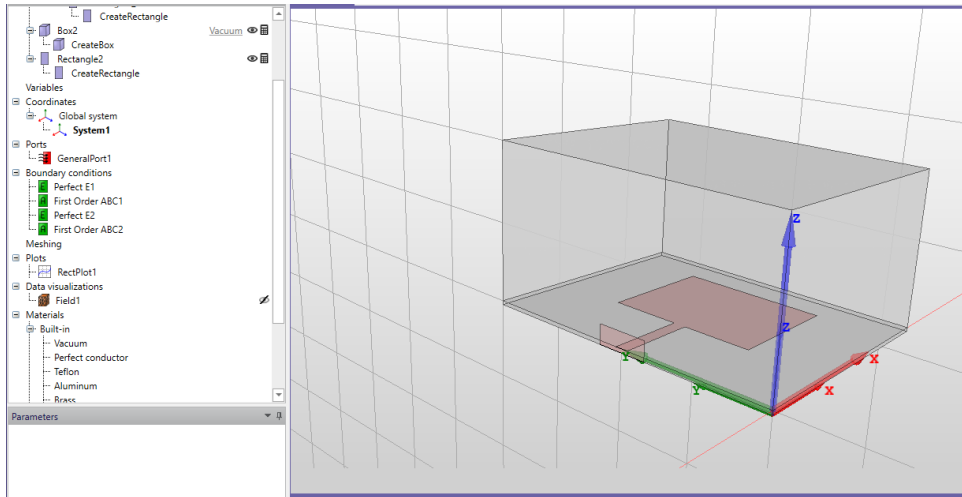 CreateRectangle
Box2 Vacuum
CreateBox
Rectangle2
CreateRectangle
Variables
Coordinates
Global system
System1
Ports
GeneralPort1
Boundary conditions
Perfect E1
First Order ABC1
Perfect E2
First Order ABC2
Meshing
Plots
RectPlot1
Data visualizations
Field1
Materials
Built-in
Vacuum
Perfect conductor
Teflon
Aluminum
Brass
Parameters
Z
Z
Y
X
Y
X